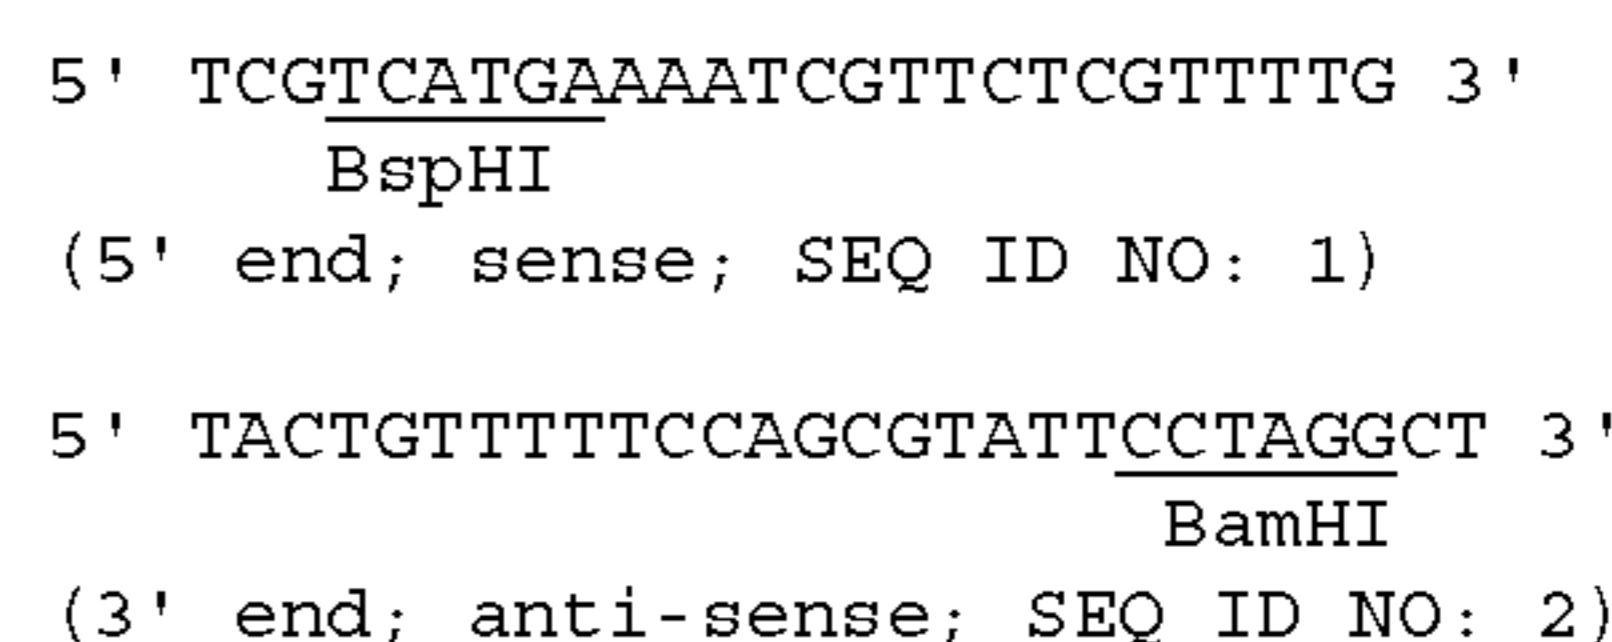 5' TCGTCATGAAAATCGTTCTCGTTTTG 3'
BspHI
(5' end; sense; SEQ ID NO: 1)
5' TACTGTTTTTCCAGCGTATTCCTAGGCT 3'
BamHI
(3' end; anti-sense; SEQ ID NO: 2)